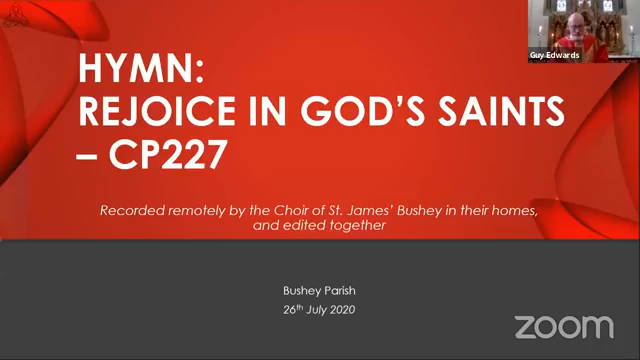 Guy Edwards
HYMN:
REJOICE IN GOD'S SAINTS
– CP227
Recorded remotely by the Choir of St. James' Bushey in their homes,
and edited together
Bushey Parish
26th July 2020
zoom